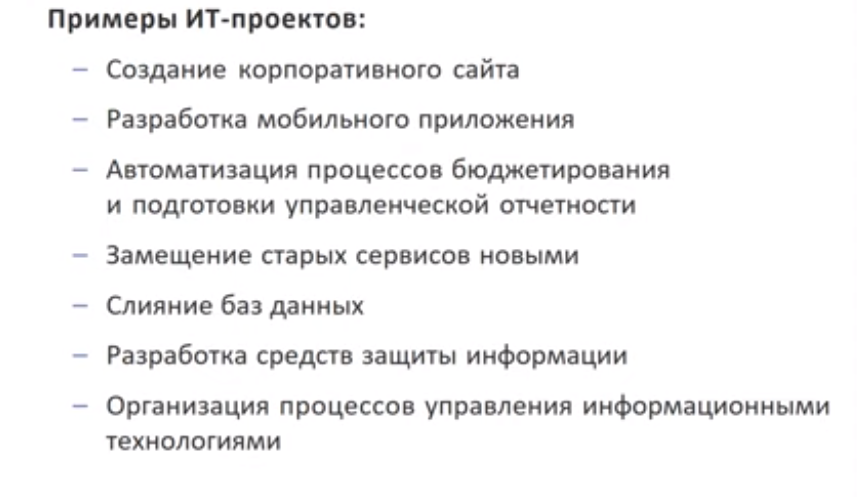 Примеры ИТ-проектов:
– Создание корпоративного сайта
– Разработка мобильного приложения
– Автоматизация процессов бюджетирования
и подготовки управленческой отчетности
– Замещение старых сервисов новыми
– Слияние баз данных
– Разработка средств защиты информации
– Организация процессов управления информационными
технологиями